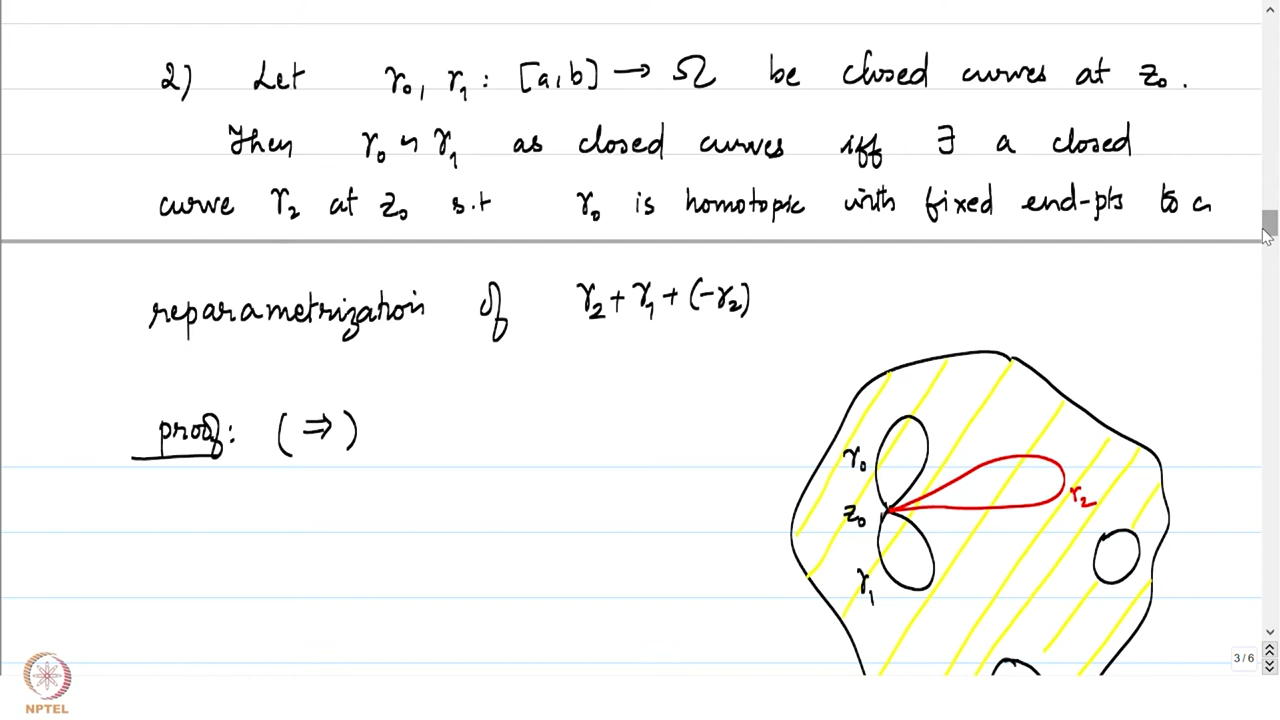 2) Let γ₀, γ₁ : [a,b] → Ω be closed curves at z₀.
Then γ₀ ~ γ₁ as closed curves iff ∃ a closed
curve γ₂ at z₀ s.t γ₀ is homotopic with fixed end-pts to a
reparametrization of γ₂ + γ₁ + (-γ₂)
proof: (⇒)
γ₀
z₀
γ₂
γ₁
3 / 6
NPTEL